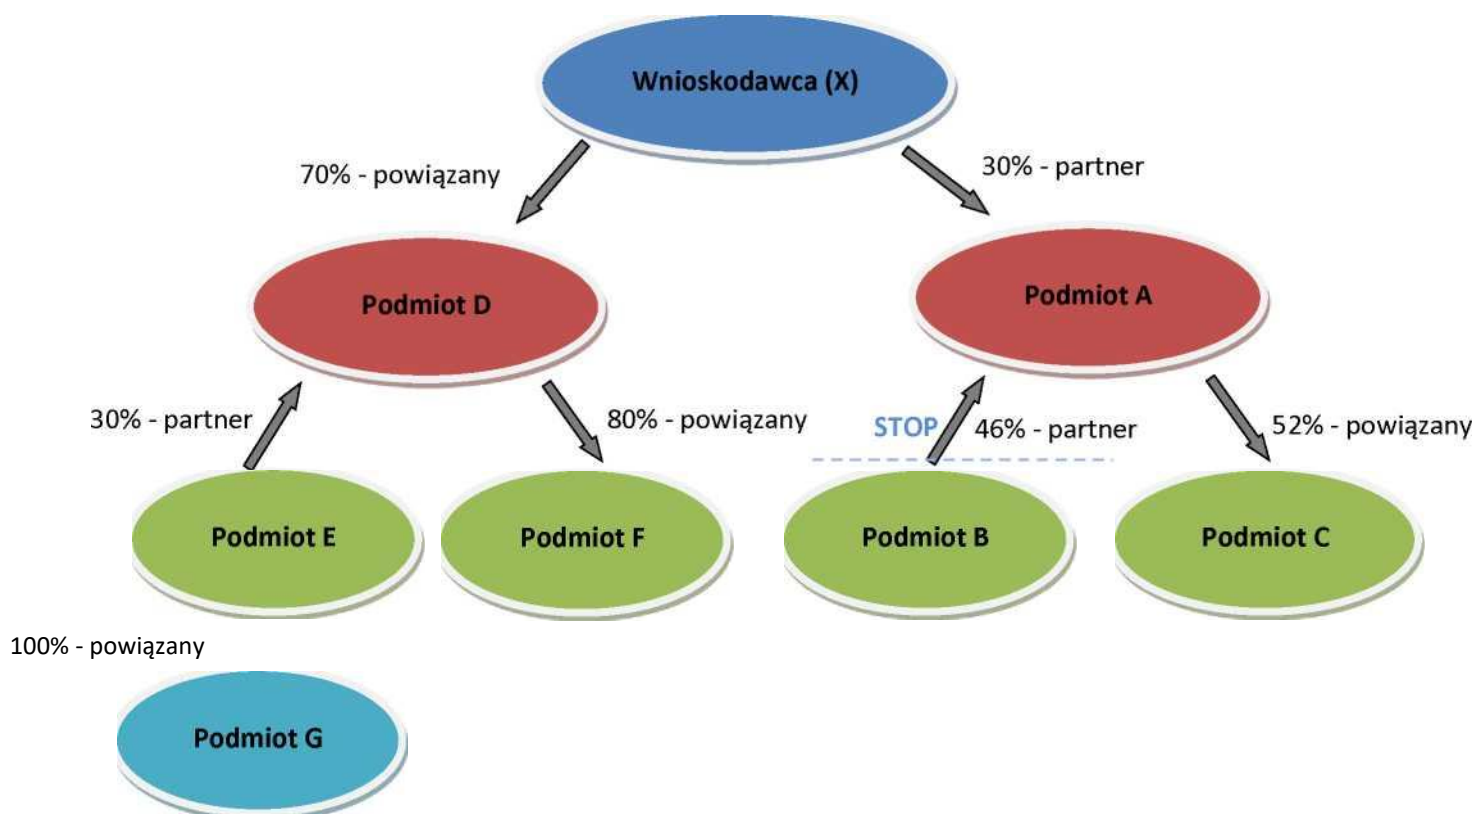 Wnioskodawca (X)
70% - powiązany
30% - partner
Podmiot D
Podmiot A
30% - partner
80% - powiązany
STOP
46% - partner
52% - powiązany
Podmiot E
Podmiot F
Podmiot B
Podmiot C
100% - powiązany
Podmiot G